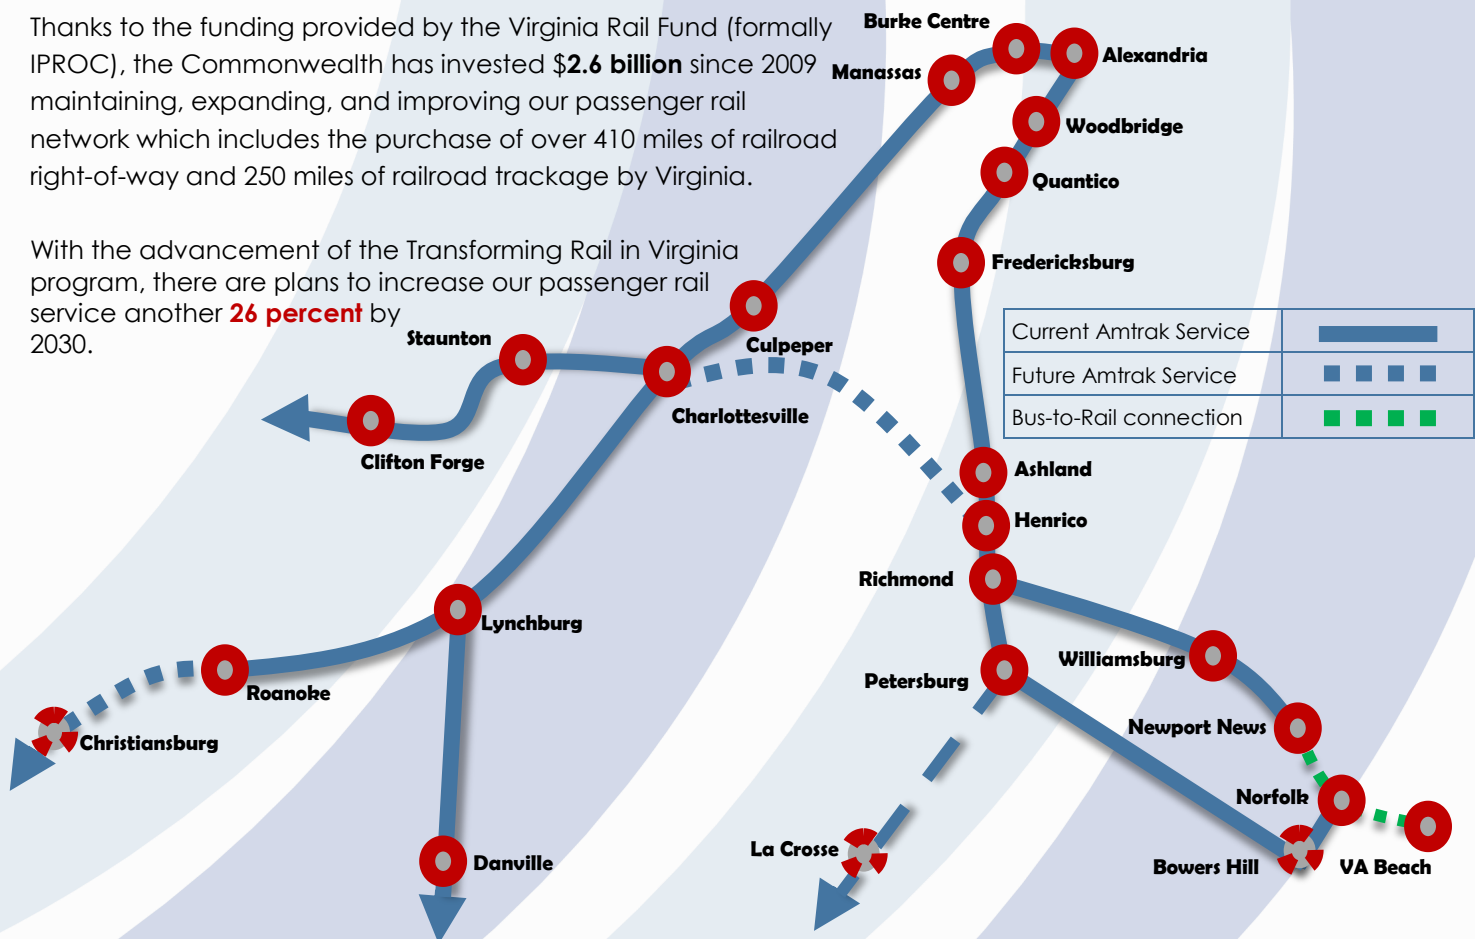 Thanks to the funding provided by the Virginia Rail Fund (formally
IPROC), the Commonwealth has invested $2.6 billion since 2009
maintaining, expanding, and improving our passenger rail
network which includes the purchase of over 410 miles of railroad
right-of-way and 250 miles of railroad trackage by Virginia.
With the advancement of the Transforming Rail in Virginia
program, there are plans to increase our passenger rail
service another 26 percent by
2030.
Burke Centre
Manassas
Alexandria
Woodbridge
Quantico
Fredericksburg
Current Amtrak Service
Future Amtrak Service
Bus-to-Rail connection
Staunton
Culpeper
Charlottesville
Clifton Forge
Ashland
Henrico
Richmond
Lynchburg
Williamsburg
Petersburg
Roanoke
Newport News
Christiansburg
Norfolk
La Crosse
Danville
Bowers Hill
VA Beach